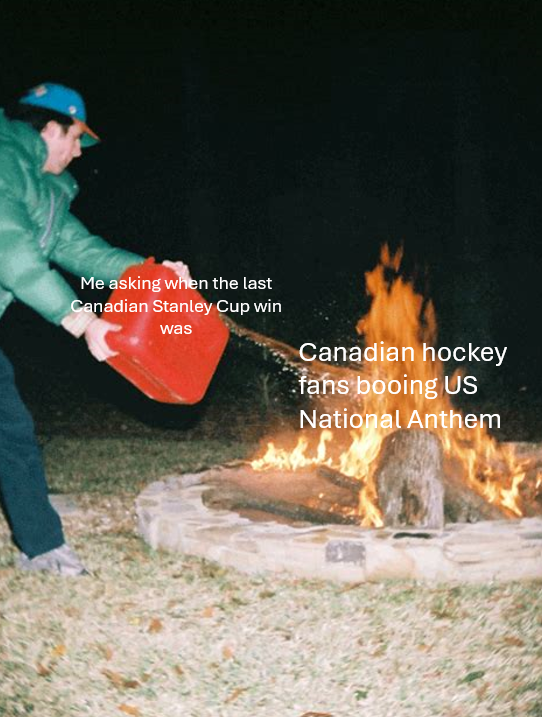 Me asking when the last
Canadian Stanley Cup win
was
Canadian hockey
fans booing US
National Anthem